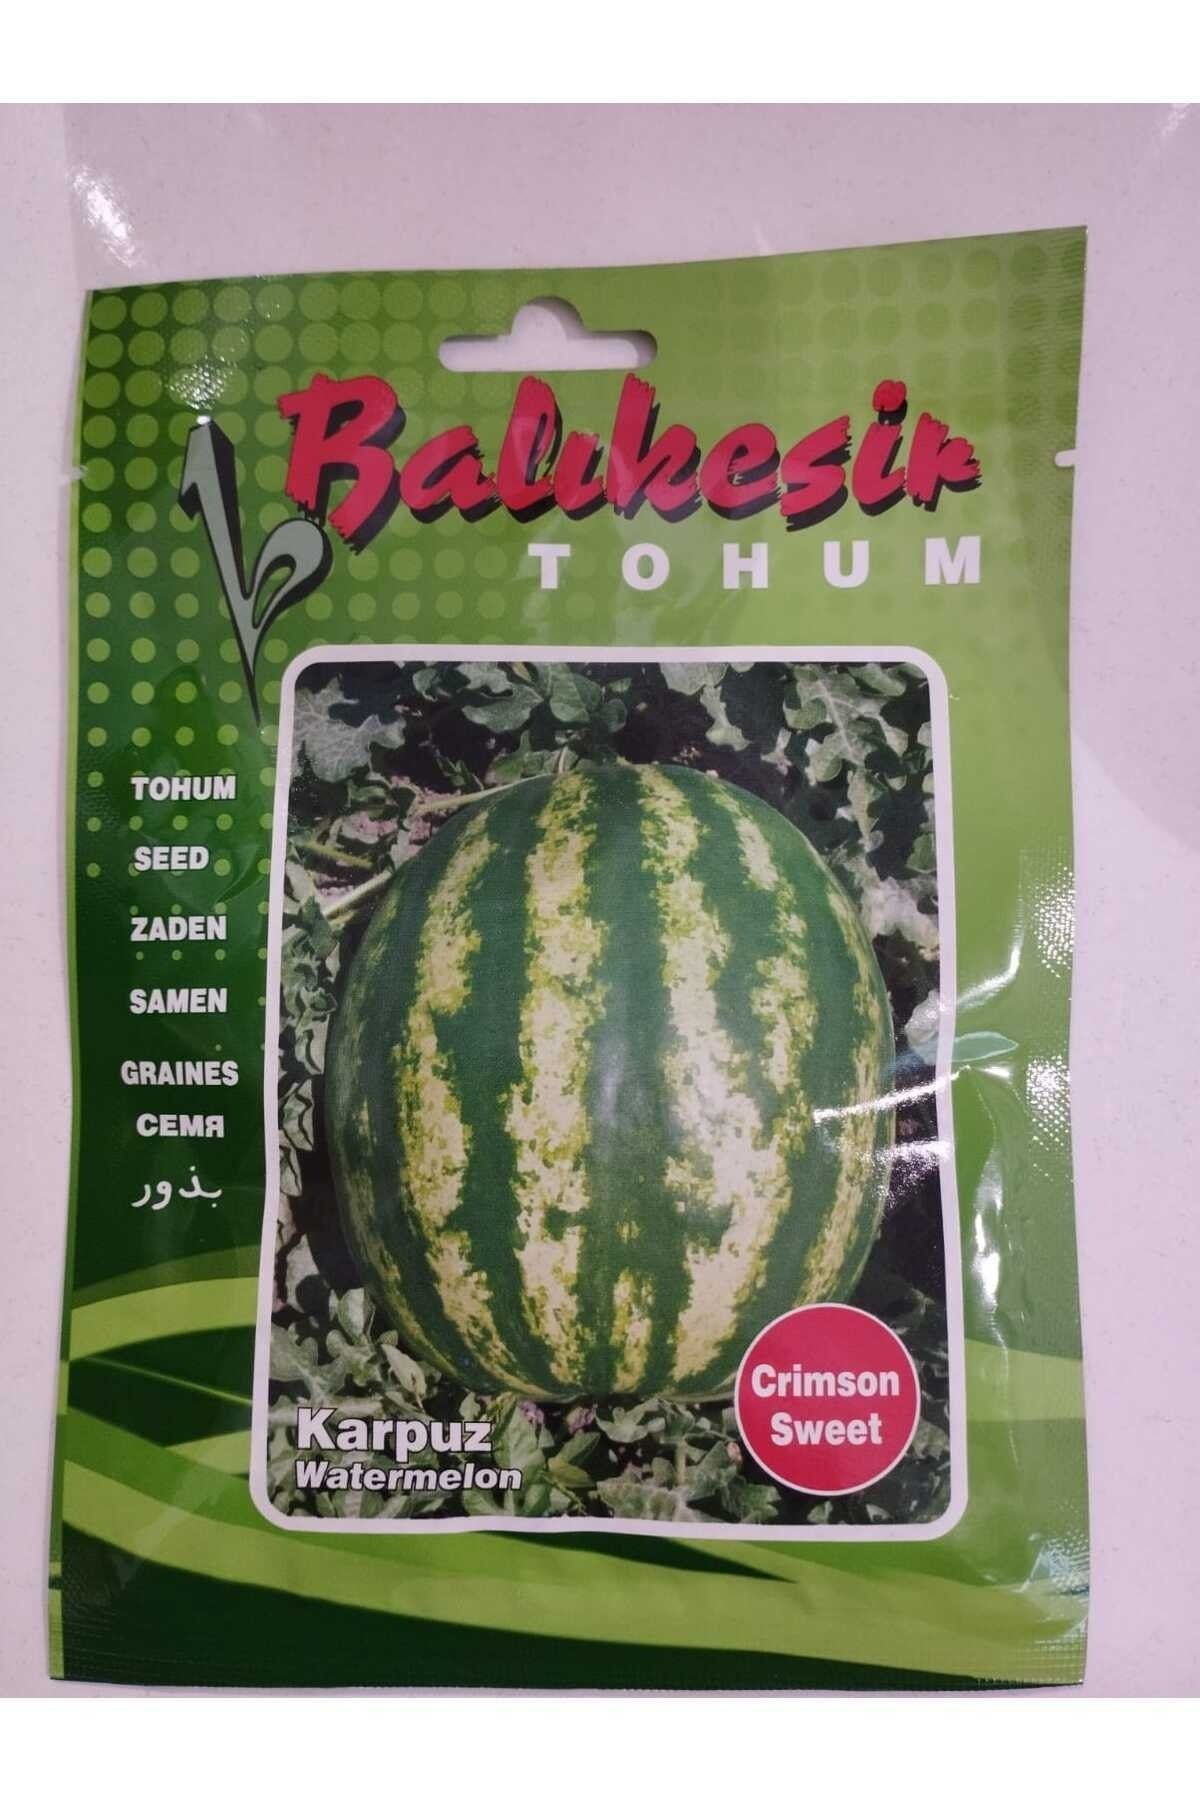 Balıkesir
TOHUM
TOHUM
SEED
ZADEN
SAMEN
GRAINES
СЕМЯ
بذور
Karpuz
Watermelon
Crimson
Sweet